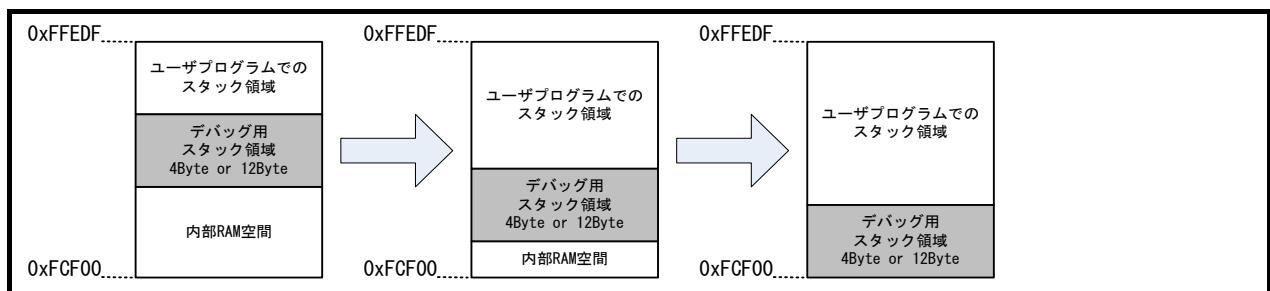 0xFFEDF
ユーザプログラムでの
スタック領域
デバッグ用
スタック領域
4Byte or 12Byte
内部RAM空間
0xFCF00
0xFFEDF
ユーザプログラムでの
スタック領域
デバッグ用
スタック領域
4Byte or 12Byte
内部RAM空間
0xFCF00
0xFFEDF
ユーザプログラムでの
スタック領域
デバッグ用
スタック領域
4Byte or 12Byte
0xFCF00